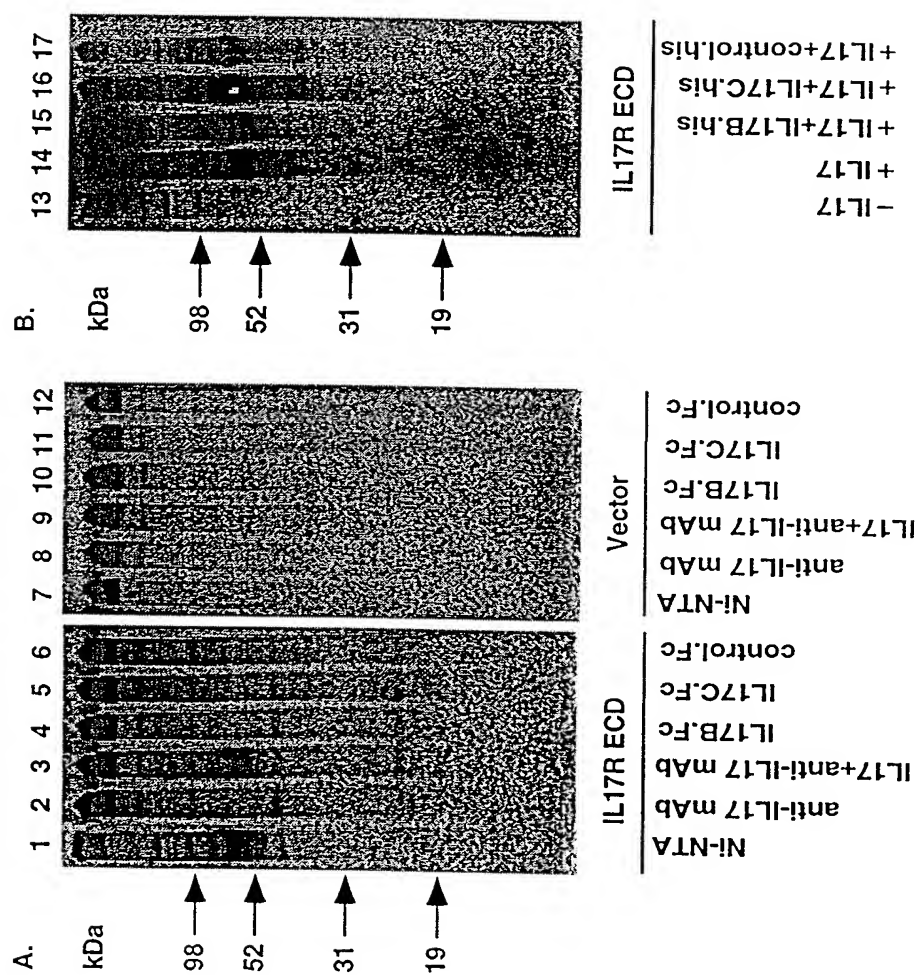 A.
kDa
1 2 3 4 5 6
7 8 9 10 11 12
98
52
31
19
IL17R ECD
Vector
Ni-NTA
anti-IL17 mAb
IL17+anti-IL17 mAb
IL17B.Fc
IL17C.Fc
control.Fc
Ni-NTA
anti-IL17 mAb
IL17+anti-IL17 mAb
IL17B.Fc
IL17C.Fc
control.Fc
B.
kDa
13 14 15 16 17
98
52
31
19
IL17R ECD
– IL17
+ IL17
+ IL17+IL17B.his
+ IL17+IL17C.his
+ IL17+control.his